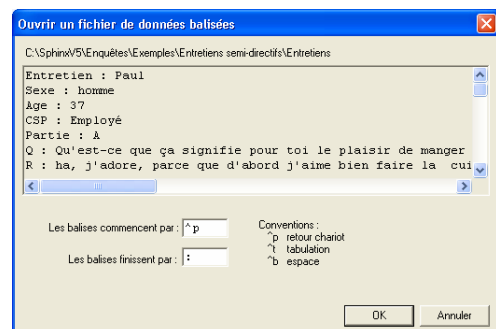 Ouvrir un fichier de données balisées
C:\SphinxV5\Enquêtes\Exemples\Entretiens semi-directifs\Entretiens
Entretien : Paul
Sexe : homme
Age : 37
CSP : Employé
Partie : A
Q : Qu'est-ce que ça signifie pour toi le plaisir de manger
R : ha, j'adore, parce que d'abord j'aime bien faire la cui
Les balises commencent par : ^p
Les balises finissent par : :
Conventions :
^p retour chariot
^t tabulation
^b espace
OK Annuler